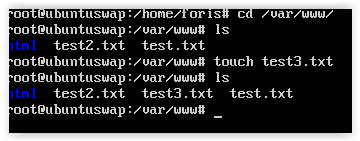 root@ubuntuswap:/home/foris# cd /var/www/
root@ubuntuswap:/var/www# ls
html  test2.txt  test.txt
root@ubuntuswap:/var/www# touch test3.txt
root@ubuntuswap:/var/www# ls
html  test2.txt  test3.txt  test.txt
root@ubuntuswap:/var/www# _